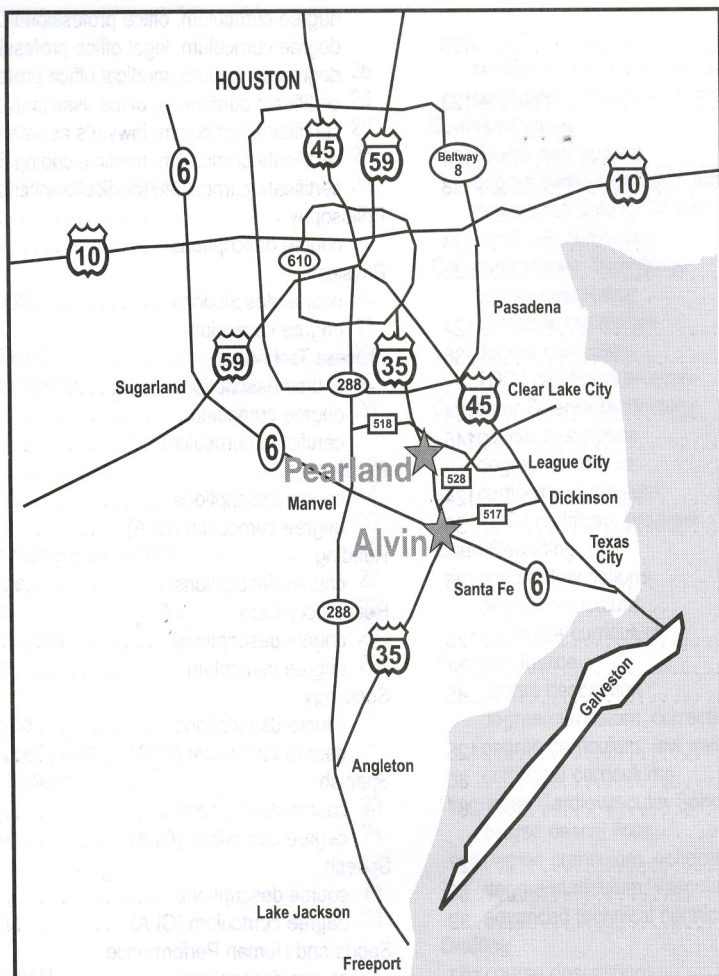 HOUSTON
45
59
Beltway
8
6
10
10
610
Pasadena
59
35
Sugarland
288
45
Clear Lake City
518
6
Pearland
League City
528
Manvel
Dickinson
517
Alvin
Texas
City
Santa Fe
6
288
35
Galveston
Angleton
Lake Jackson
Freeport